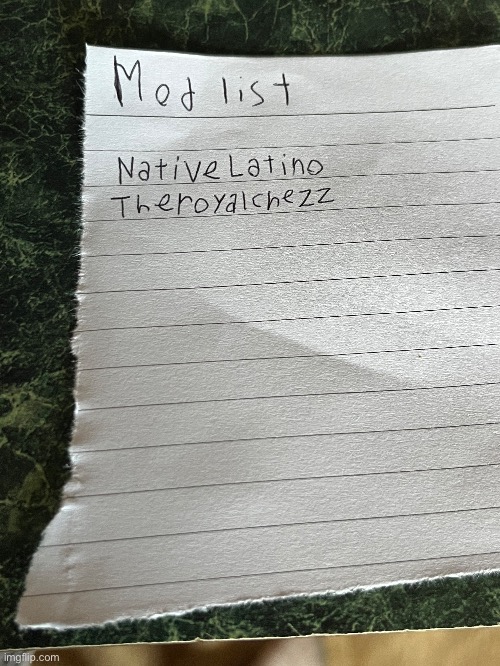 Mod list
NativeLatino
Theroyalchezz
imgflip.com